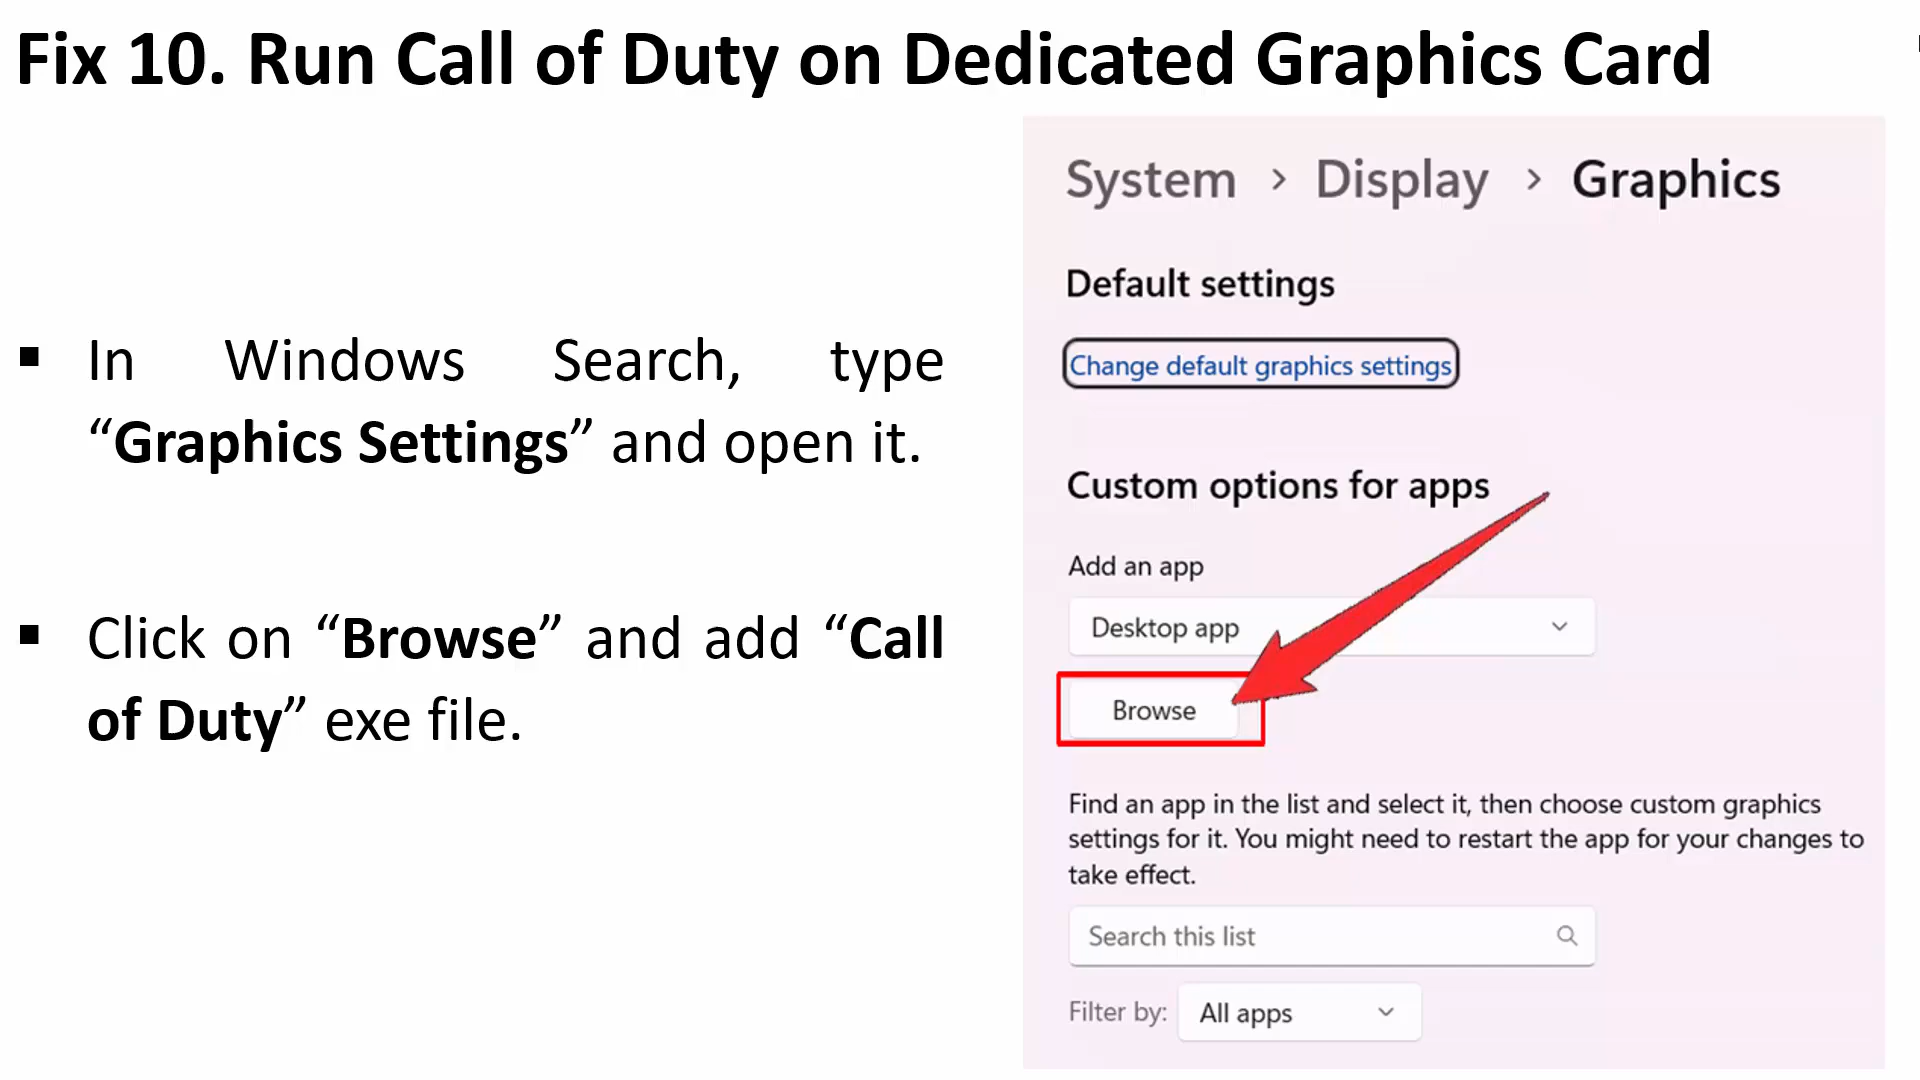 Fix 10. Run Call of Duty on Dedicated Graphics Card
▪ In Windows Search, type
“Graphics Settings” and open it.
▪ Click on “Browse” and add “Call
of Duty” exe file.
System > Display > Graphics
Default settings
Change default graphics settings
Custom options for apps
Add an app
Desktop app
Browse
Find an app in the list and select it, then choose custom graphics
settings for it. You might need to restart the app for your changes to
take effect.
Search this list
Filter by: All apps